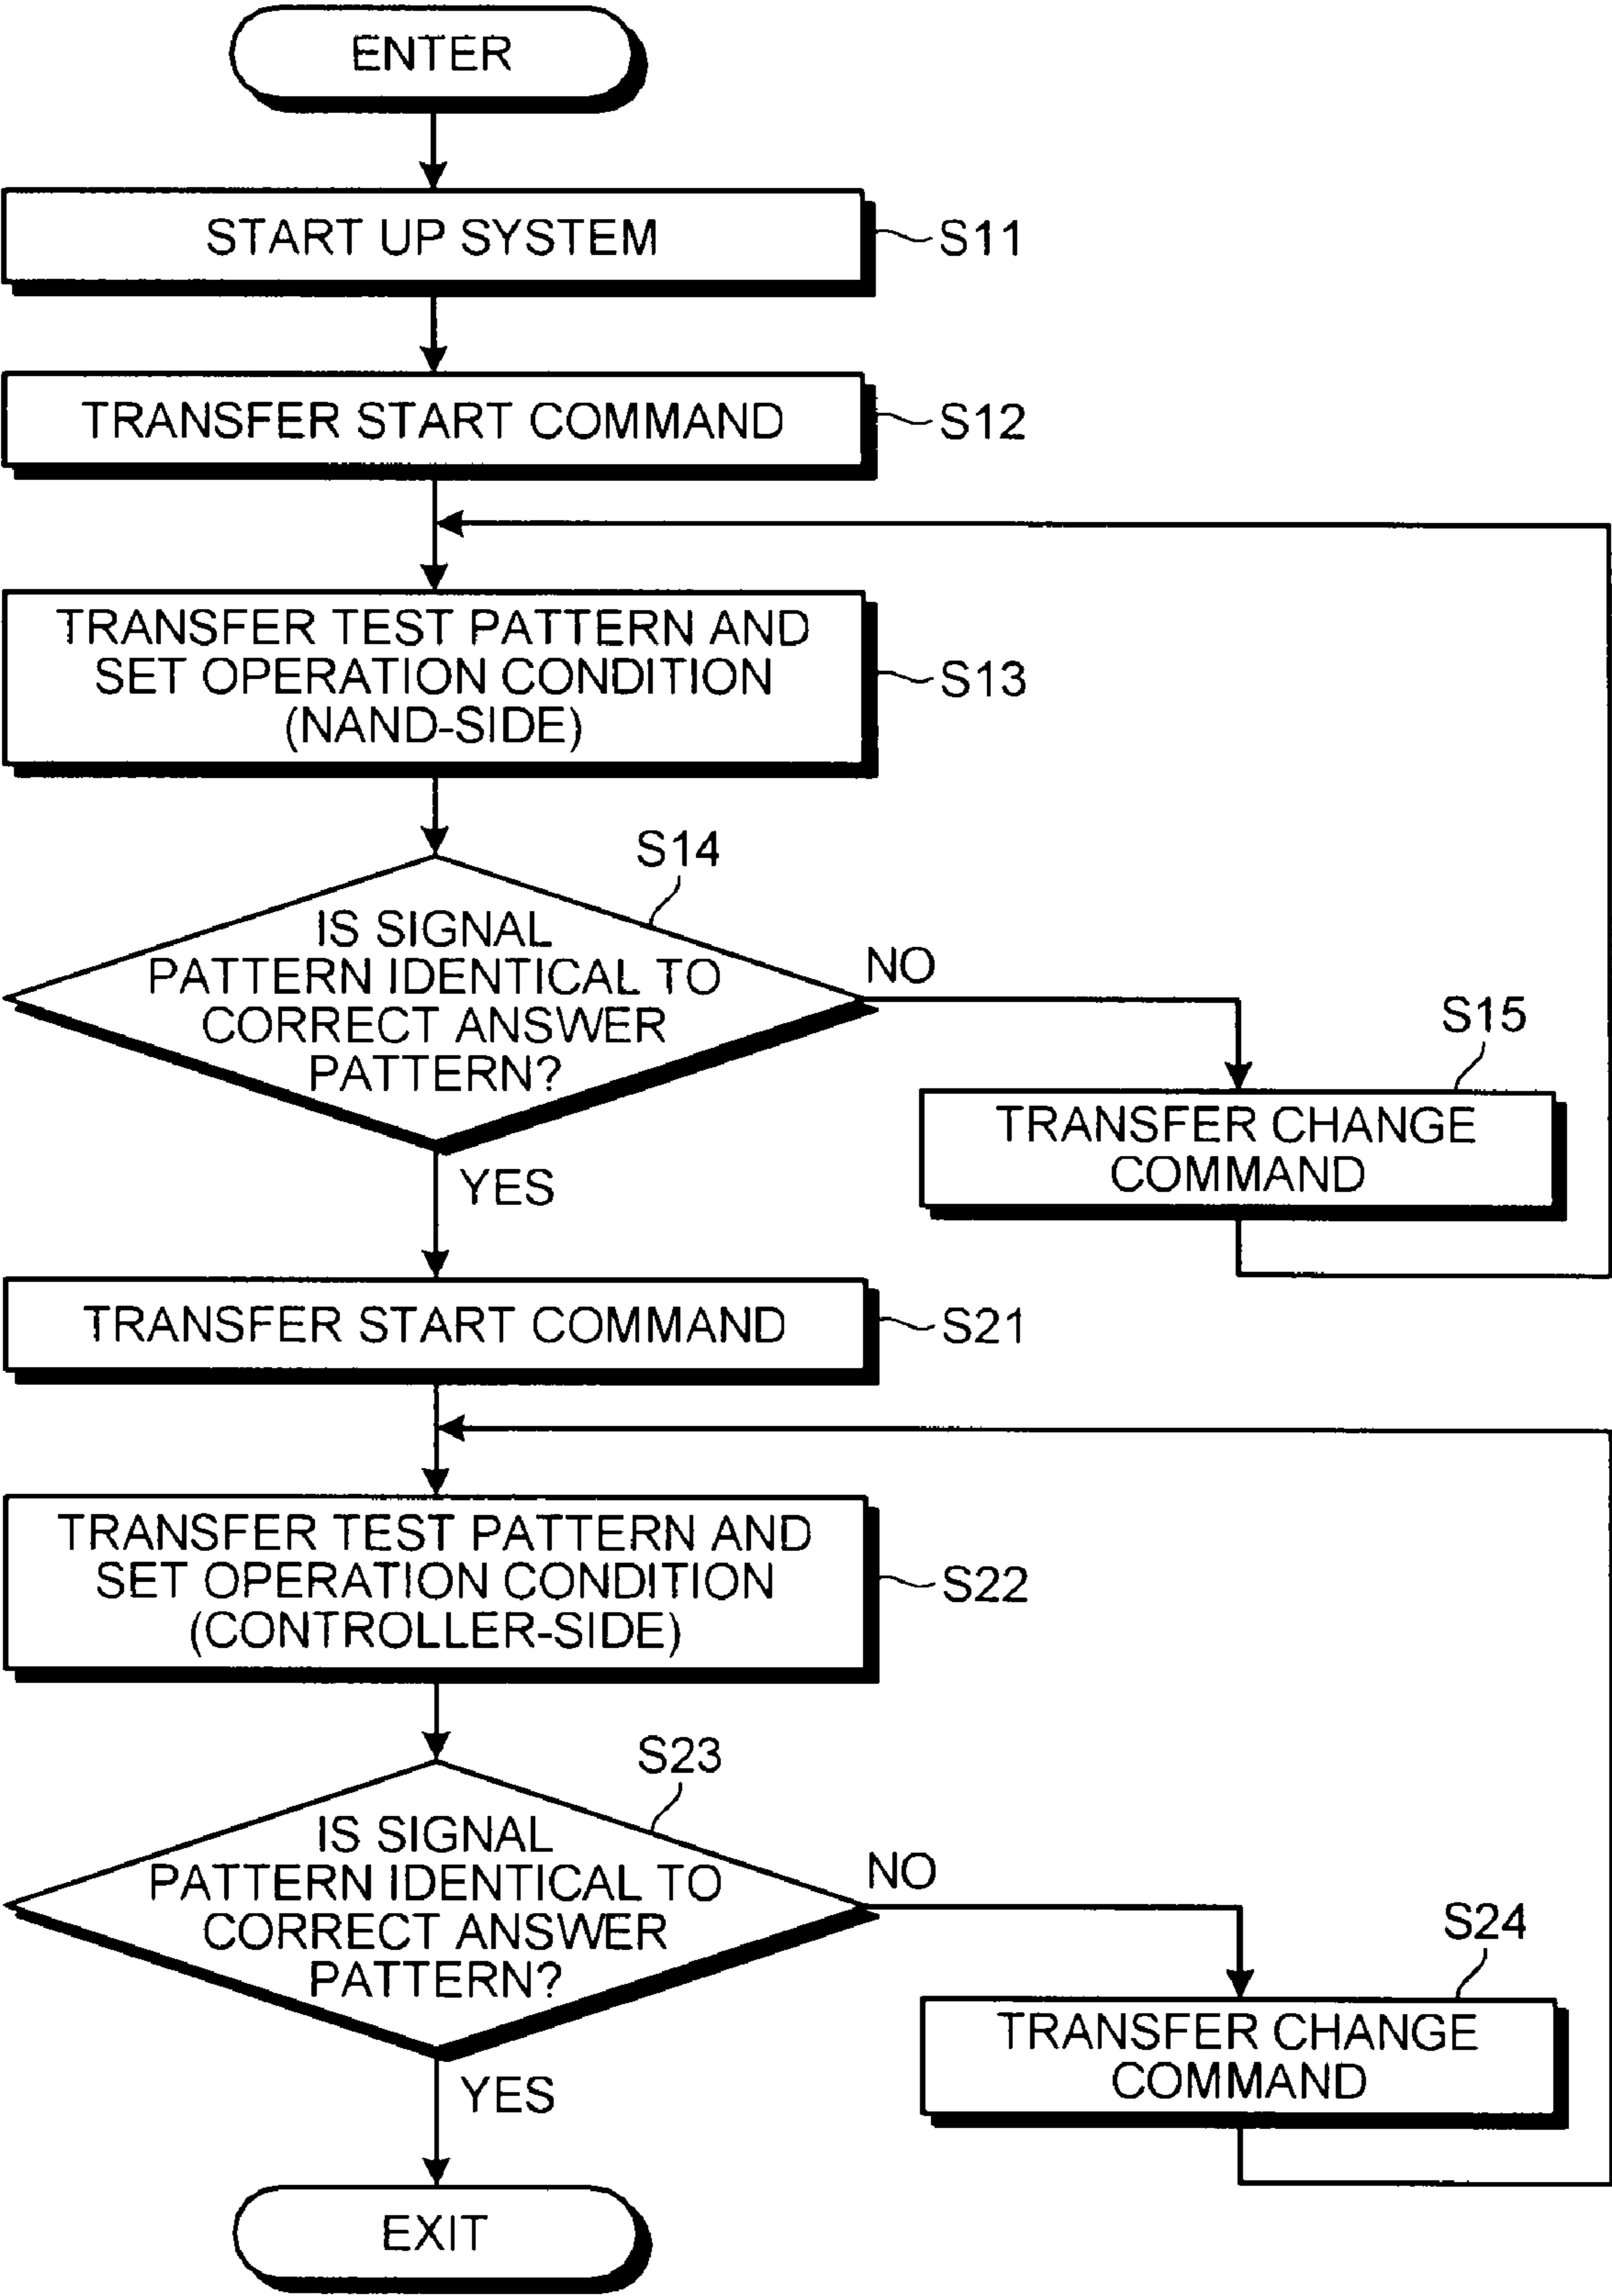 ENTER
START UP SYSTEM
S11
TRANSFER START COMMAND
S12
TRANSFER TEST PATTERN AND
SET OPERATION CONDITION
(NAND-SIDE)
S13
S14
IS SIGNAL
PATTERN IDENTICAL TO
CORRECT ANSWER
PATTERN?
NO
S15
TRANSFER CHANGE
COMMAND
YES
TRANSFER START COMMAND
S21
TRANSFER TEST PATTERN AND
SET OPERATION CONDITION
(CONTROLLER-SIDE)
S22
S23
IS SIGNAL
PATTERN IDENTICAL TO
CORRECT ANSWER
PATTERN?
NO
S24
TRANSFER CHANGE
COMMAND
YES
EXIT